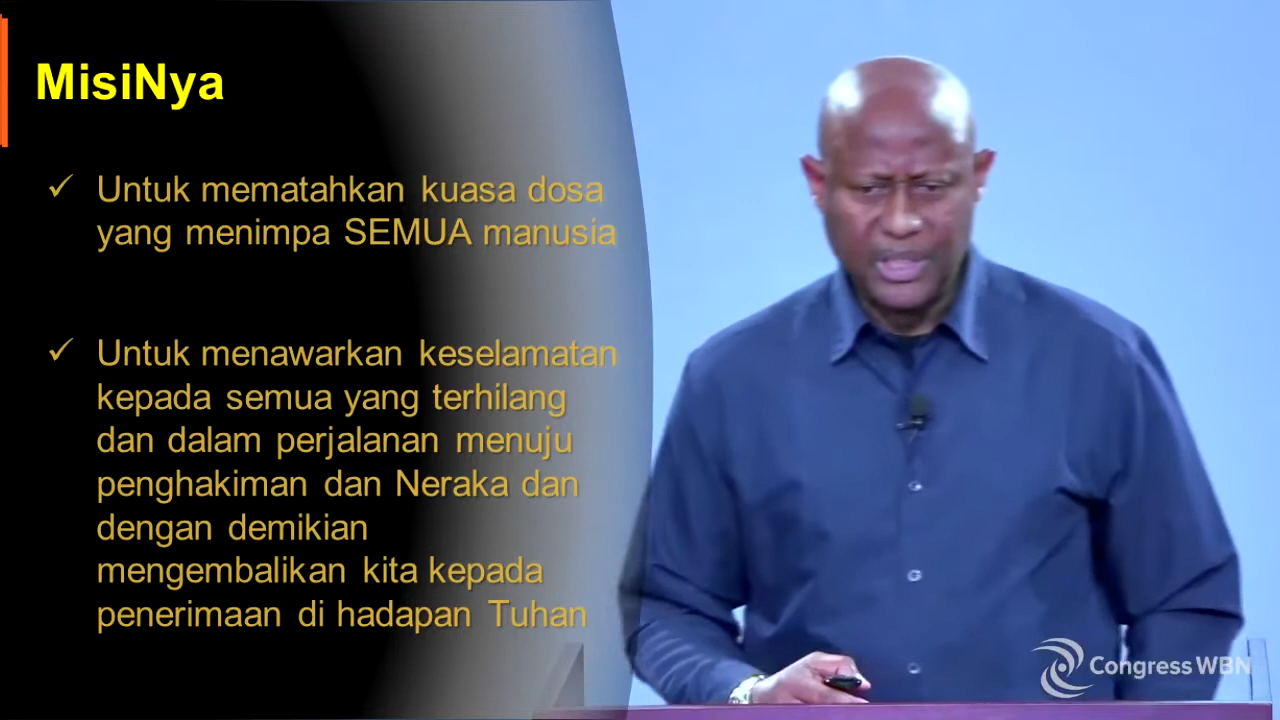 MisiNya
✓ Untuk mematahkan kuasa dosa
yang menimpa SEMUA manusia
✓ Untuk menawarkan keselamatan
kepada semua yang terhilang
dan dalam perjalanan menuju
penghakiman dan Neraka dan
dengan demikian
mengembalikan kita kepada
penerimaan di hadapan Tuhan
Congress WBN